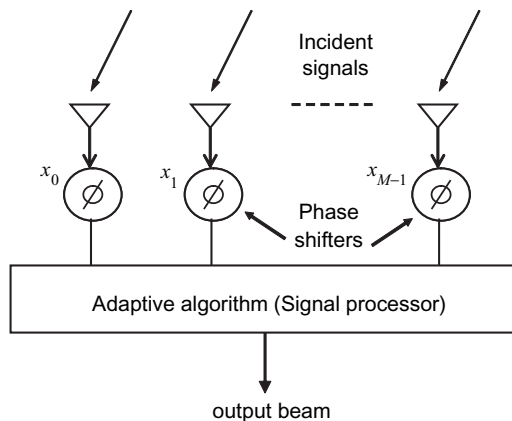 Incident
signals
x0
x1
xM−1
Phase
shifters
Adaptive algorithm (Signal processor)
output beam